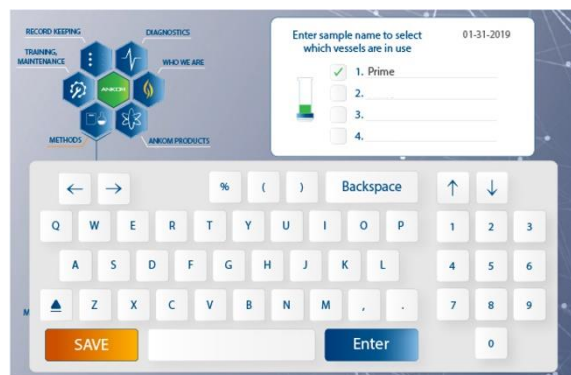 RECORD KEEPING
DIAGNOSTICS
TRAINING,
MAINTENANCE
WHO WE ARE
ANKOM
METHODS
ANKOM PRODUCTS
Enter sample name to select
which vessels are in use
01-31-2019
1. Prime
2.
3.
4.
← → % ( ) Backspace ↑ ↓
Q W E R T Y U I O P 1 2 3
A S D F G H J K L 4 5 6
M Z X C V B N M , . 7 8 9
SAVE Enter 0